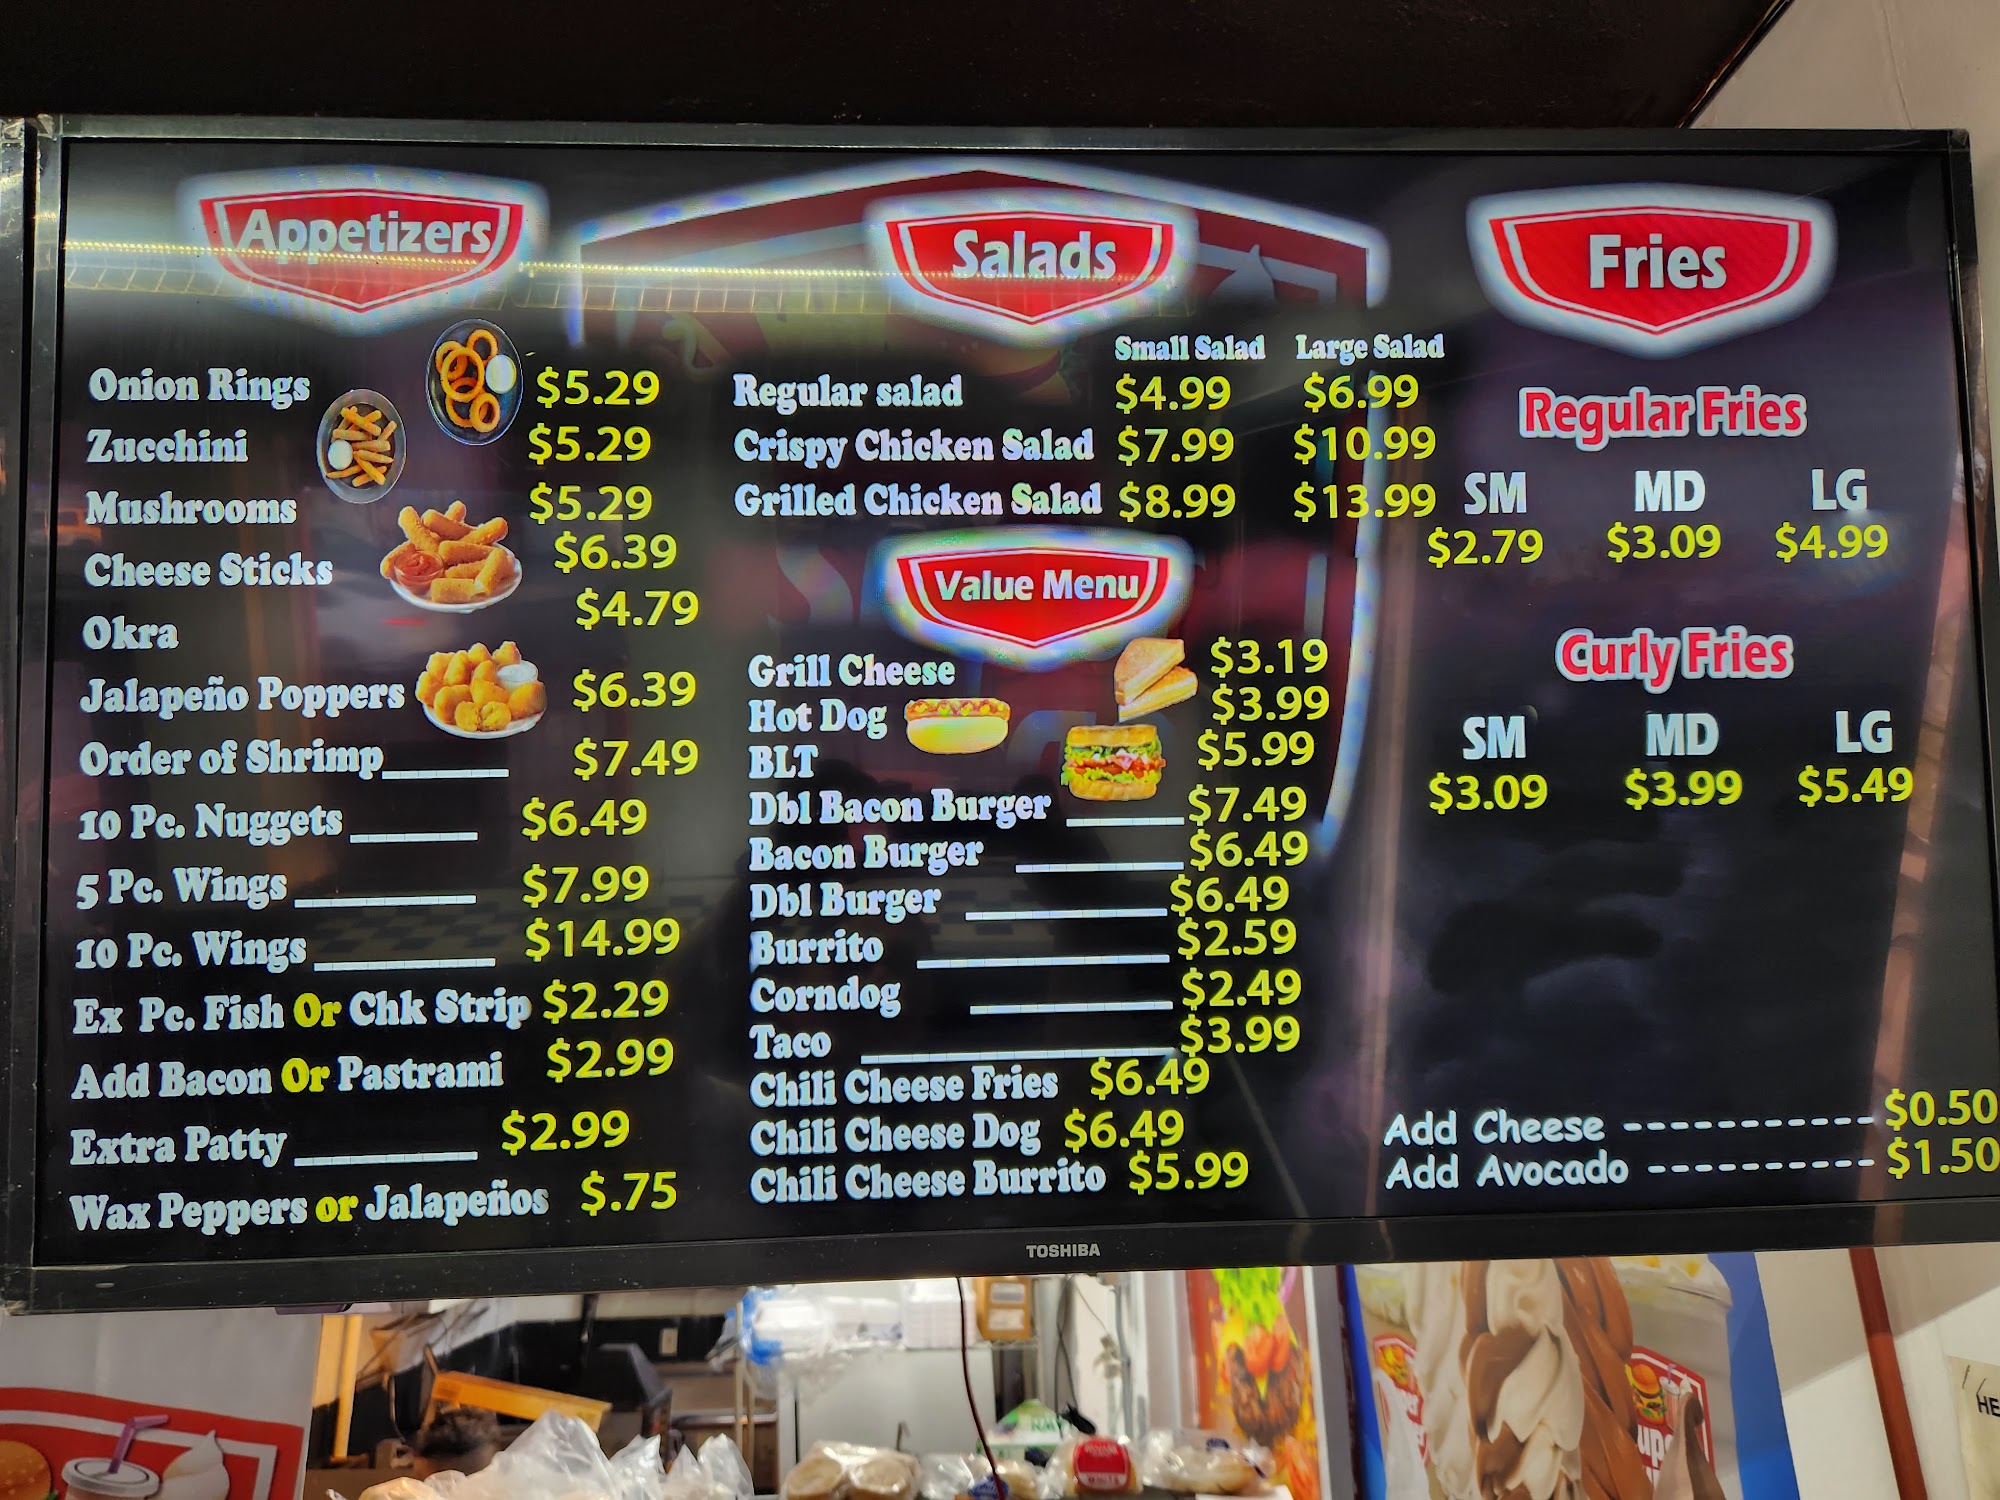 Appetizers
Onion Rings $5.29
Zucchini $5.29
Mushrooms $5.29
Cheese Sticks $6.39
Okra $4.79
Jalapeño Poppers $6.39
Order of Shrimp $7.49
10 Pc. Nuggets $6.49
5 Pc. Wings $7.99
10 Pc. Wings $14.99
Ex Pc. Fish Or Chk Strip $2.29
Add Bacon Or Pastrami $2.99
Extra Patty $2.99
Wax Peppers or Jalapeños $.75
Salads
Small Salad Large Salad
Regular salad $4.99 $6.99
Crispy Chicken Salad $7.99 $10.99
Grilled Chicken Salad $8.99 $13.99
Value Menu
Grill Cheese $3.19
Hot Dog $3.99
BLT $5.99
Dbl Bacon Burger $7.49
Bacon Burger $6.49
Dbl Burger $6.49
Burrito $2.59
Corndog $2.49
Taco $3.99
Chili Cheese Fries $6.49
Chili Cheese Dog $6.49
Chili Cheese Burrito $5.99
Fries
Regular Fries
SM MD LG
$2.79 $3.09 $4.99
Curly Fries
SM MD LG
$3.09 $3.99 $5.49
Add Cheese ----------- $0.50
Add Avocado ---------- $1.50
TOSHIBA
HE